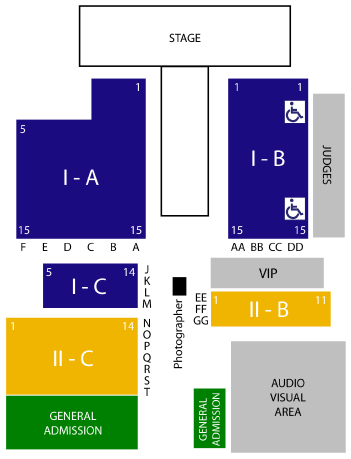 STAGE
1
5
I - A
15
15
F E D C B A
1
1
I - B
15
15
AA BB CC DD
JUDGES
5
14
I - C
J
K
L
M
VIP
Photographer
EE
FF
GG
1
11
II - B
1
14
II - C
N
O
P
Q
R
S
T
GENERAL
ADMISSION
GENERAL
ADMISSION
AUDIO
VISUAL
AREA